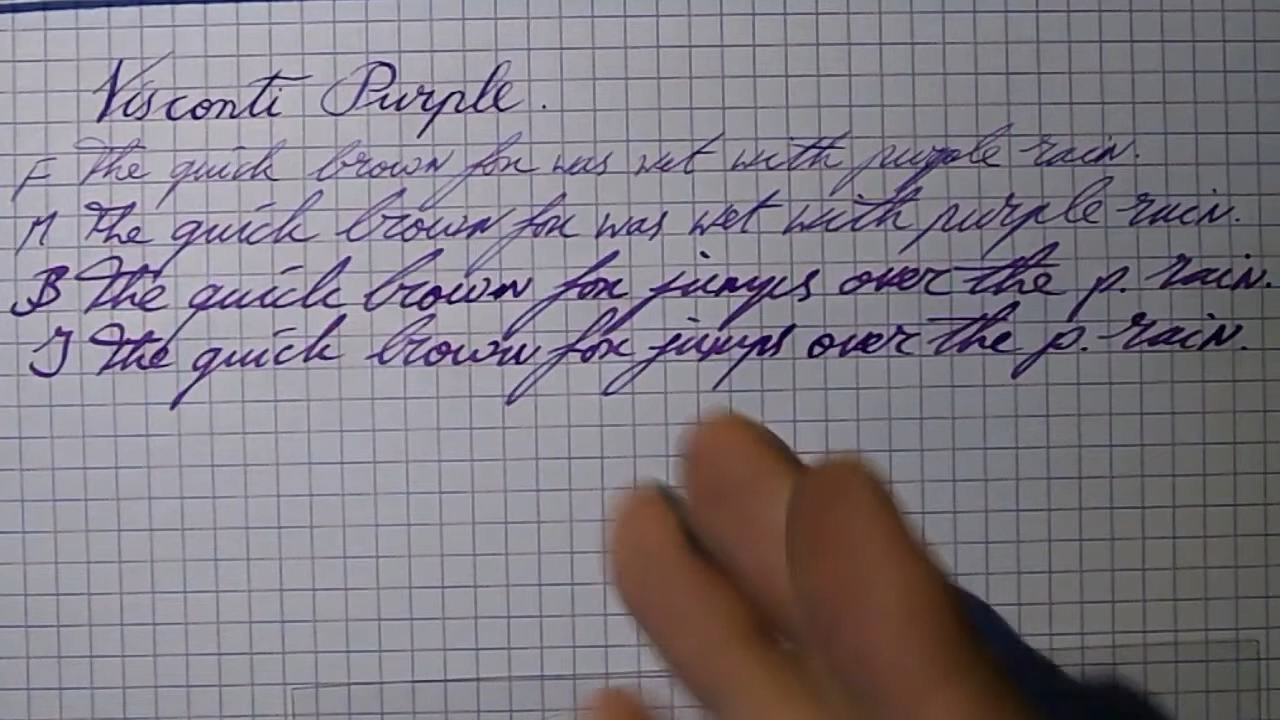 Visconti Purple.
F The quick brown fox was wet with purple rain.
M The quick brown fox was wet with purple rain.
B The quick brown fox jumps over the p. rain.
J The quick brown fox jumps over the p. rain.